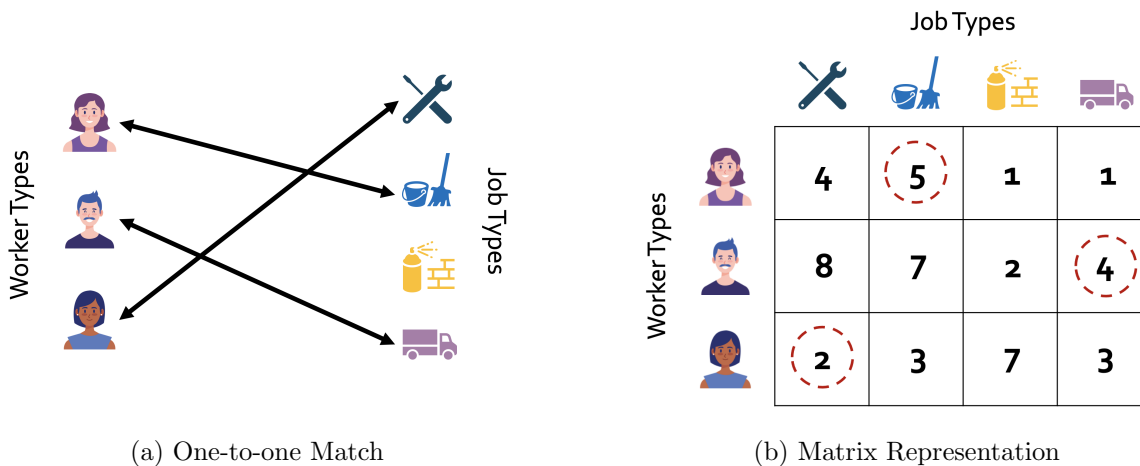 Worker Types
Job Types
(a) One-to-one Match
Job Types
Worker Types
4 5 1 1
8 7 2 4
2 3 7 3
(b) Matrix Representation